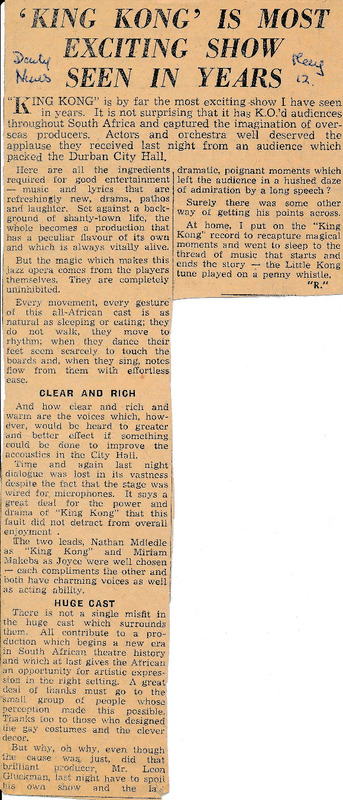 'KING KONG' IS MOST
EXCITING SHOW
SEEN IN YEARS
Daily
News
"KING KONG" is by far the most exciting show I have seen
in years. It is not surprising that it has K.O.'d audiences
throughout South Africa and captured the imagination of over-
seas producers. Actors and orchestra well deserved the
applause they received last night from an audience which
packed the Durban City Hall.
Here are all the ingredients
required for good entertainment
— music and lyrics that are
refreshingly new, drama, pathos
and laughter. Set against a back-
ground of shanty-town life, the
whole becomes a production that
has a peculiar flavour of its own
and which is always vitally alive.
But the magic which makes this
jazz opera comes from the players
themselves. They are completely
uninhibited.
Every movement, every gesture
of this all-African cast is as
natural as sleeping or eating; they
do not walk, they move to
rhythm; when they dance their
feet seem scarcely to touch the
boards and, when they sing, notes
flow from them with effortless
ease.
CLEAR AND RICH
And how clear and rich and
warm are the voices which, how-
ever, would be heard to greater
and better effect if something
could be done to improve the
accoustics in the City Hall.
Time and again last night
dialogue was lost in its vastness
despite the fact that the stage was
wired for microphones. It says a
great deal for the power and
drama of "King Kong" that this
fault did not detract from overall
enjoyment .
The two leads, Nathan Mdledle
as "King Kong" and Miriam
Makeba as Joyce were well chosen
— each compliments the other and
both have charming voices as well
as acting ability.
HUGE CAST
There is not a single misfit in
the huge cast which surrounds
them. All contribute to a pro-
duction which begins a new era
in South African theatre history
and which at last gives the African
an opportunity for artistic expres-
sion in the right setting. A great
deal of thanks must go to the
small group of people whose
perception made this possible.
Thanks too to those who designed
the gay costumes and the clever
decor.
But why, oh why, even though
the cause was just, did that
brilliant producer, Mr. Leon
Gluckman, last night have to spoil
his own show and the
dramatic, poignant moments which
left the audience in a hushed daze
of admiration by a long speech?
Surely there was some other
way of getting his points across.
At home, I put on the "King
Kong" record to recapture magical
moments and went to sleep to the
thread of music that starts and
ends the story — the Little Kong
tune played on a penny whistle.
"R."